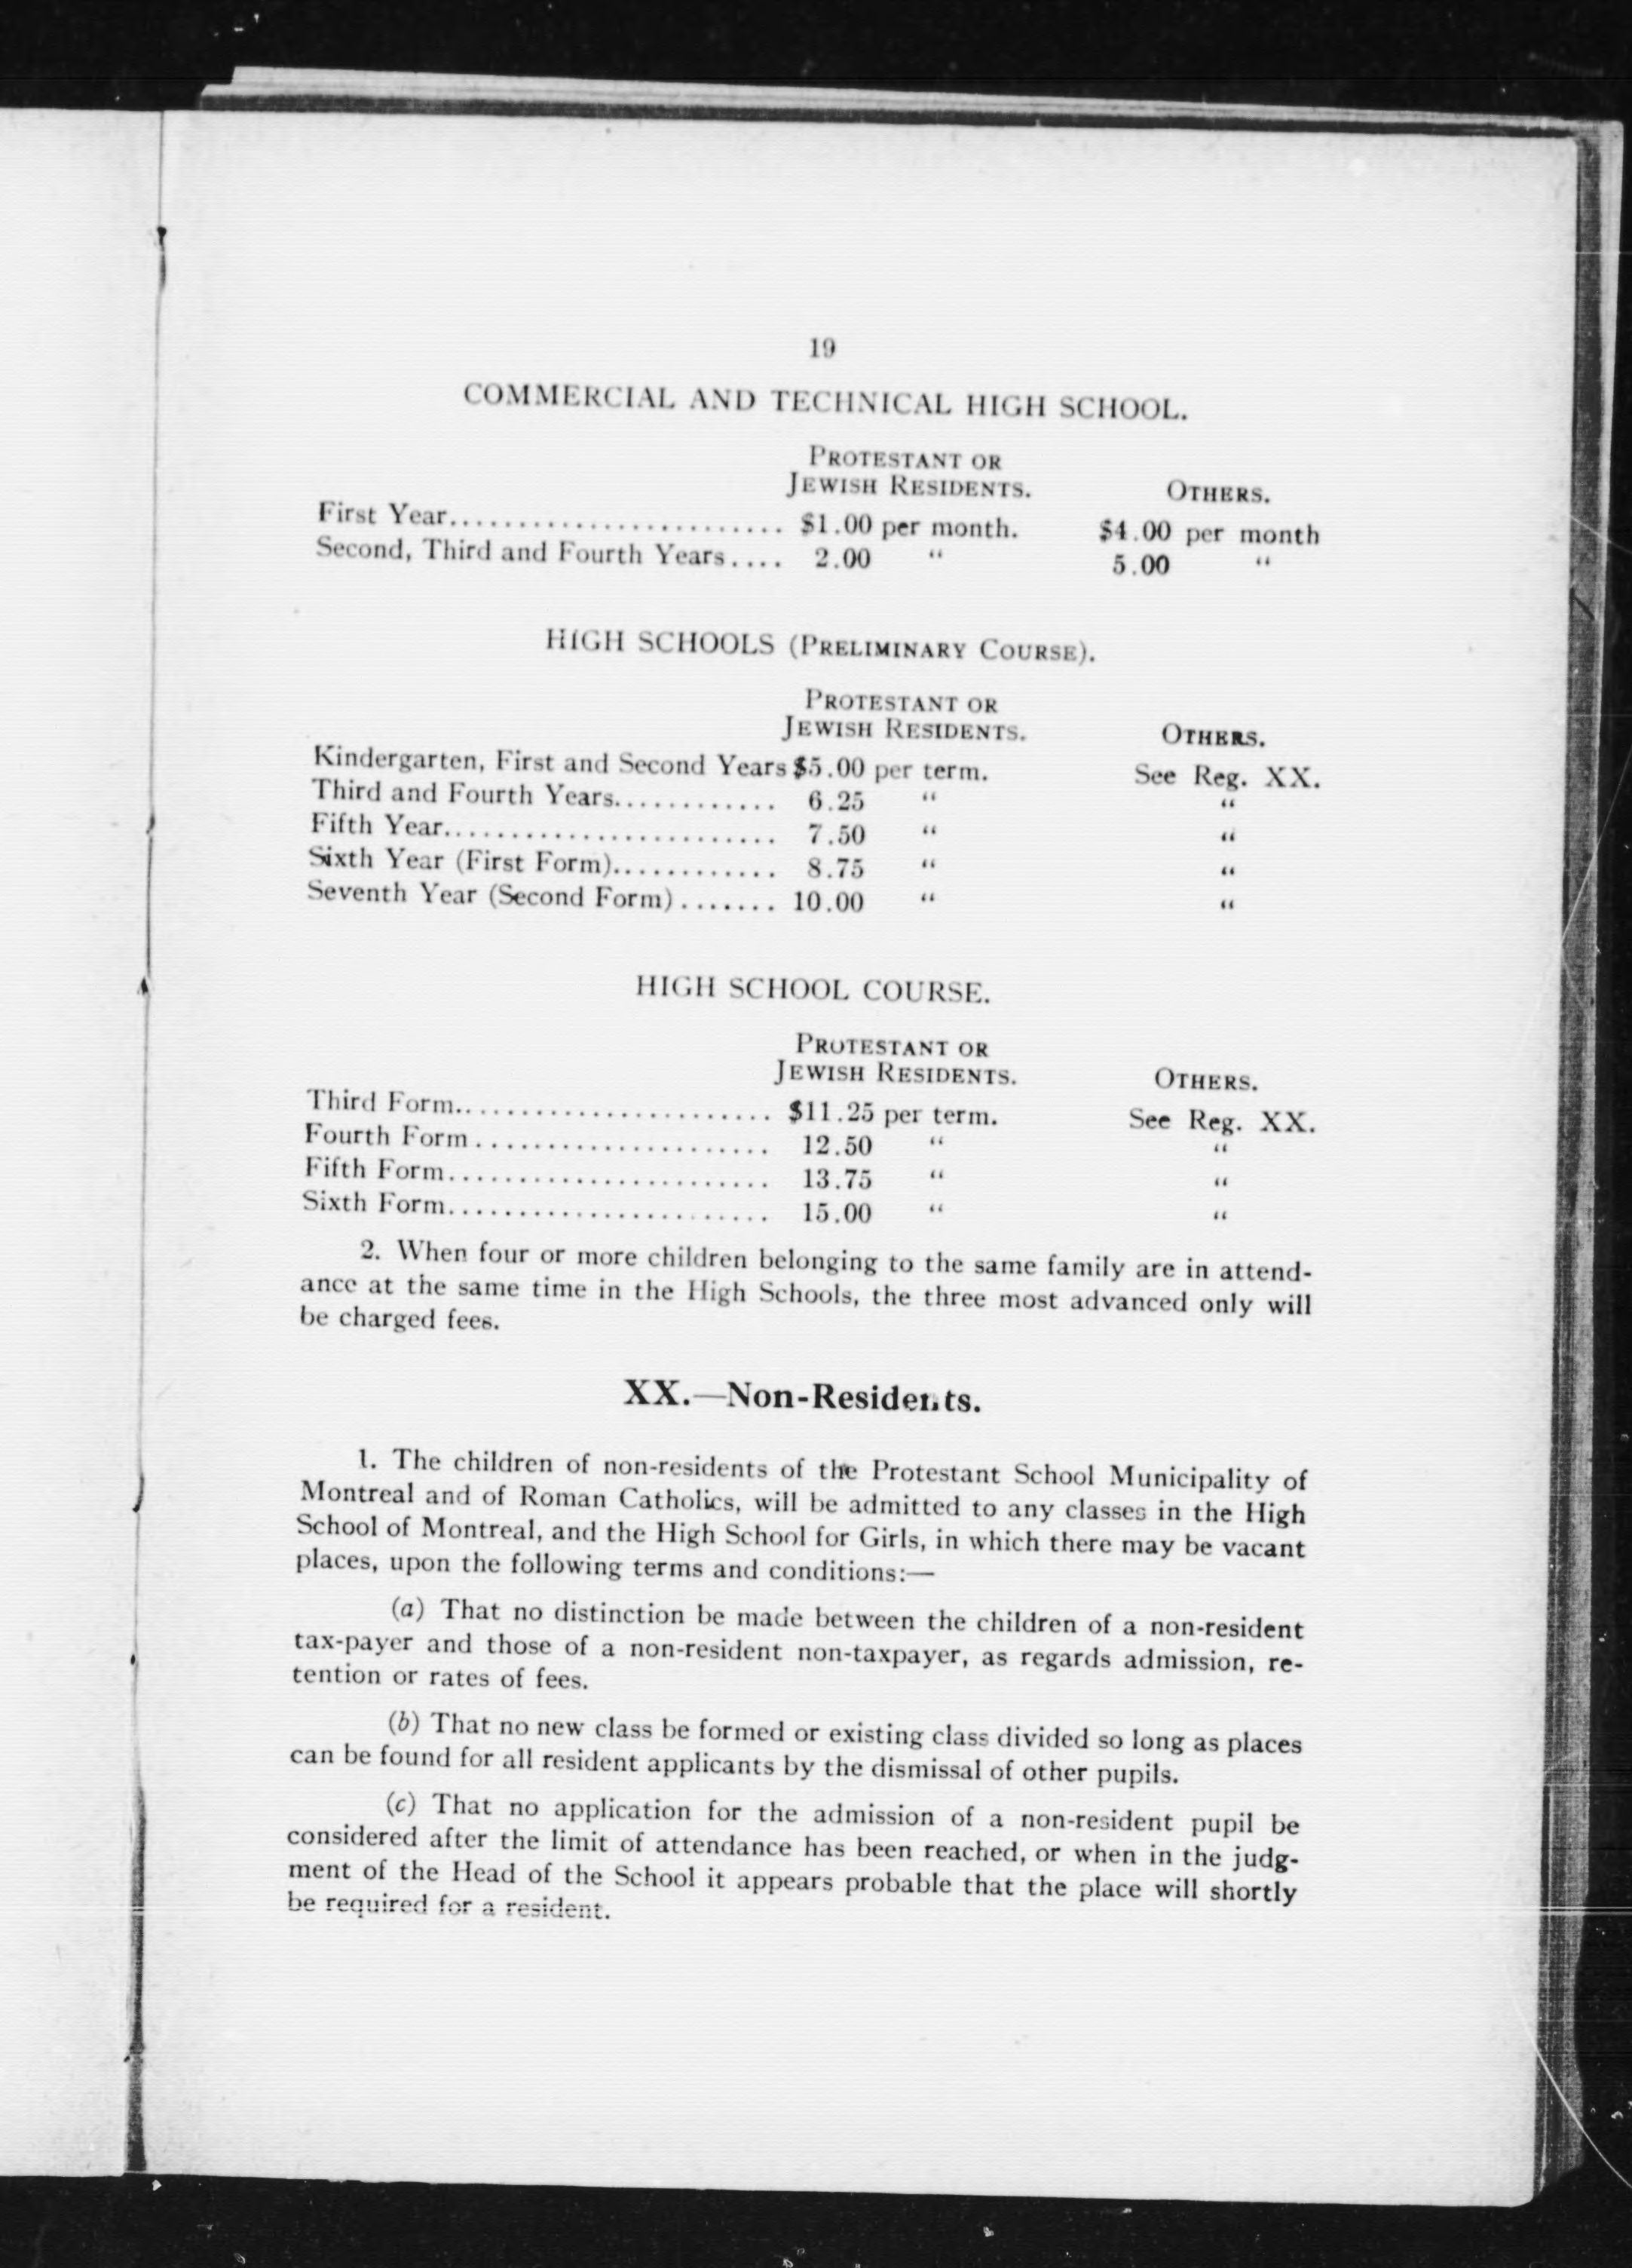 19
COMMERCIAL AND TECHNICAL HIGH SCHOOL.
PROTESTANT OR
JEWISH RESIDENTS. OTHERS.
First Year........................ $1.00 per month. $4.00 per month
Second, Third and Fourth Years.... 2.00 " 5.00 "
HIGH SCHOOLS (PRELIMINARY COURSE).
PROTESTANT OR
JEWISH RESIDENTS. OTHERS.
Kindergarten, First and Second Years $5.00 per term. See Reg. XX.
Third and Fourth Years............ 6.25 " "
Fifth Year........................ 7.50 " "
Sixth Year (First Form)............ 8.75 " "
Seventh Year (Second Form)....... 10.00 " "
HIGH SCHOOL COURSE.
PROTESTANT OR
JEWISH RESIDENTS. OTHERS.
Third Form....................... $11.25 per term. See Reg. XX.
Fourth Form..................... 12.50 " "
Fifth Form....................... 13.75 " "
Sixth Form....................... 15.00 " "
2. When four or more children belonging to the same family are in attend-
ance at the same time in the High Schools, the three most advanced only will
be charged fees.
XX.—Non-Residents.
1. The children of non-residents of the Protestant School Municipality of
Montreal and of Roman Catholics, will be admitted to any classes in the High
School of Montreal, and the High School for Girls, in which there may be vacant
places, upon the following terms and conditions:—
(a) That no distinction be made between the children of a non-resident
tax-payer and those of a non-resident non-taxpayer, as regards admission, re-
tention or rates of fees.
(b) That no new class be formed or existing class divided so long as places
can be found for all resident applicants by the dismissal of other pupils.
(c) That no application for the admission of a non-resident pupil be
considered after the limit of attendance has been reached, or when in the judg-
ment of the Head of the School it appears probable that the place will shortly
be required for a resident.